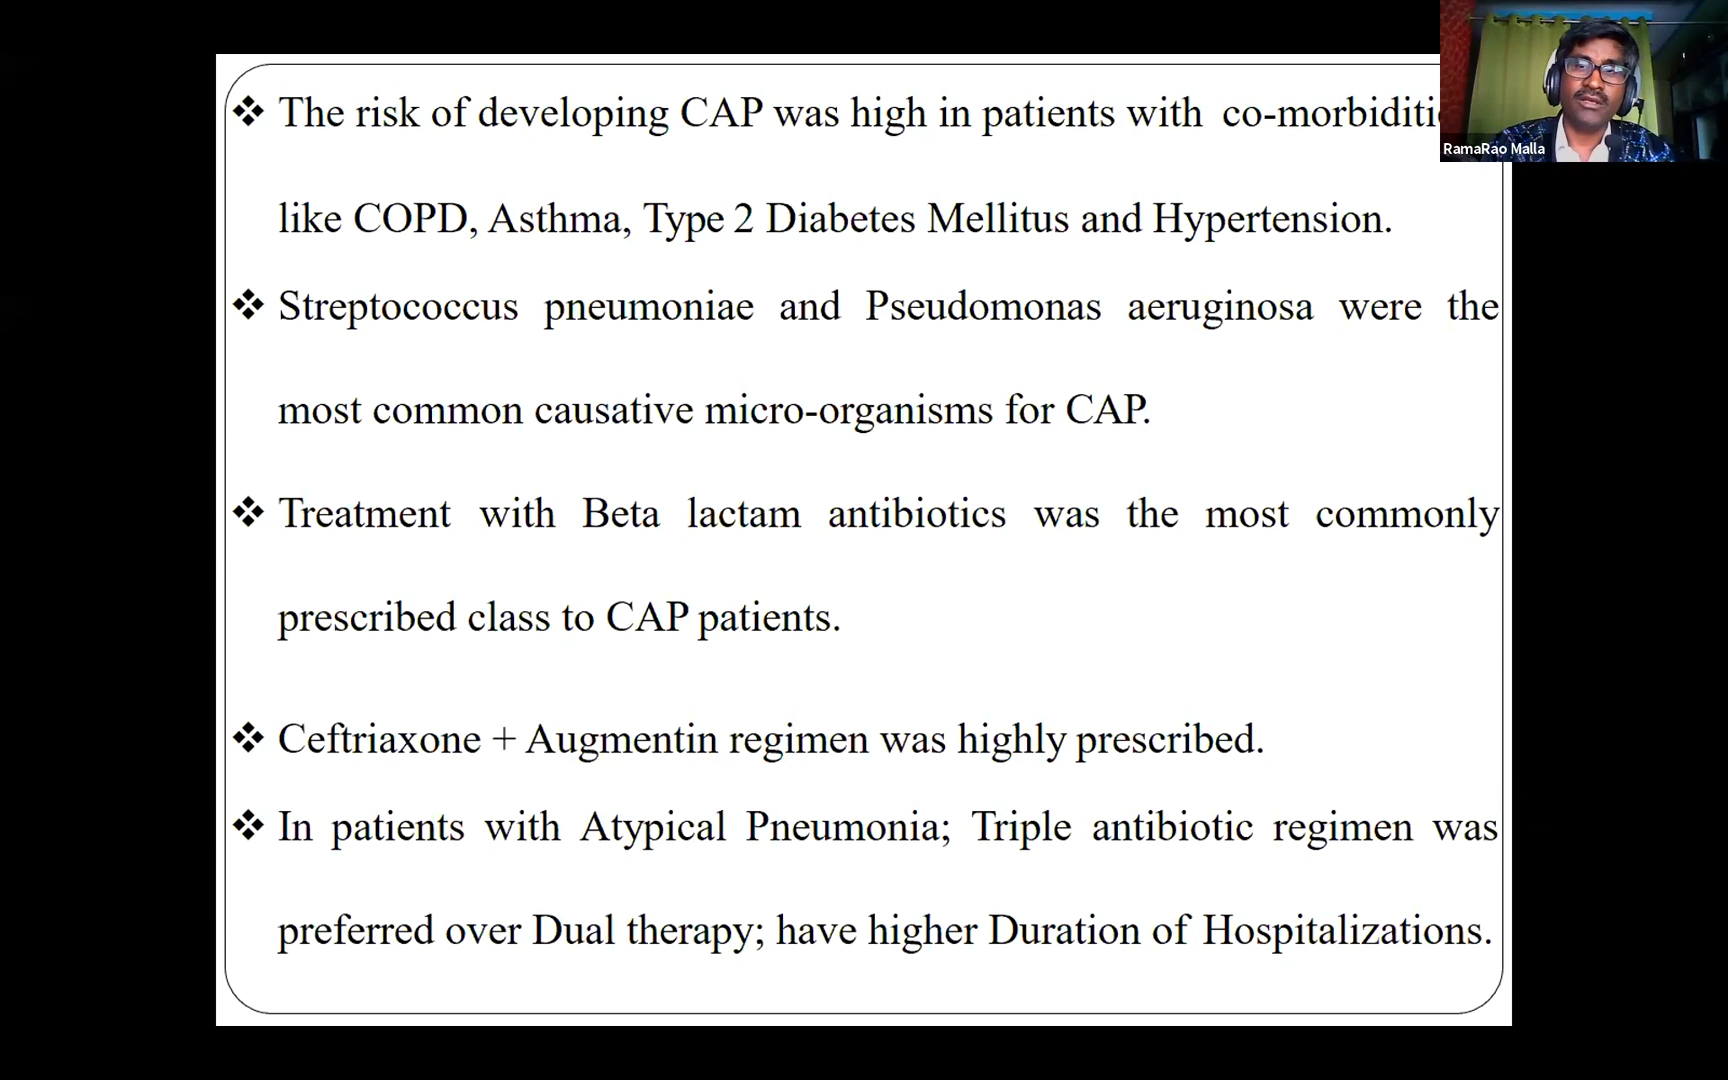 ❖ The risk of developing CAP was high in patients with co-morbiditi
like COPD, Asthma, Type 2 Diabetes Mellitus and Hypertension.
❖ Streptococcus pneumoniae and Pseudomonas aeruginosa were the
most common causative micro-organisms for CAP.
❖ Treatment with Beta lactam antibiotics was the most commonly
prescribed class to CAP patients.
❖ Ceftriaxone + Augmentin regimen was highly prescribed.
❖ In patients with Atypical Pneumonia; Triple antibiotic regimen was
preferred over Dual therapy; have higher Duration of Hospitalizations.
RamaRao Malla